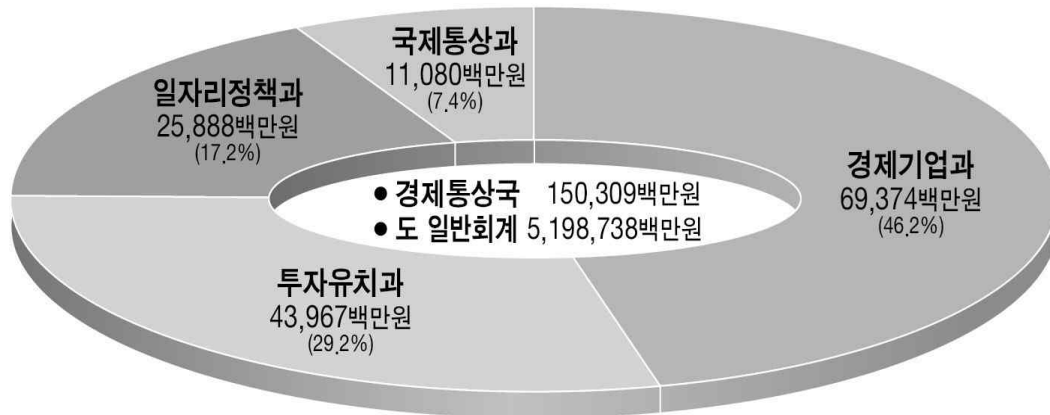 국제통상과
11,080백만원
(7.4%)
일자리정책과
25,888백만원
(17.2%)
경제기업과
69,374백만원
(46.2%)
● 경제통상국 150,309백만원
● 도 일반회계 5,198,738백만원
투자유치과
43,967백만원
(29.2%)